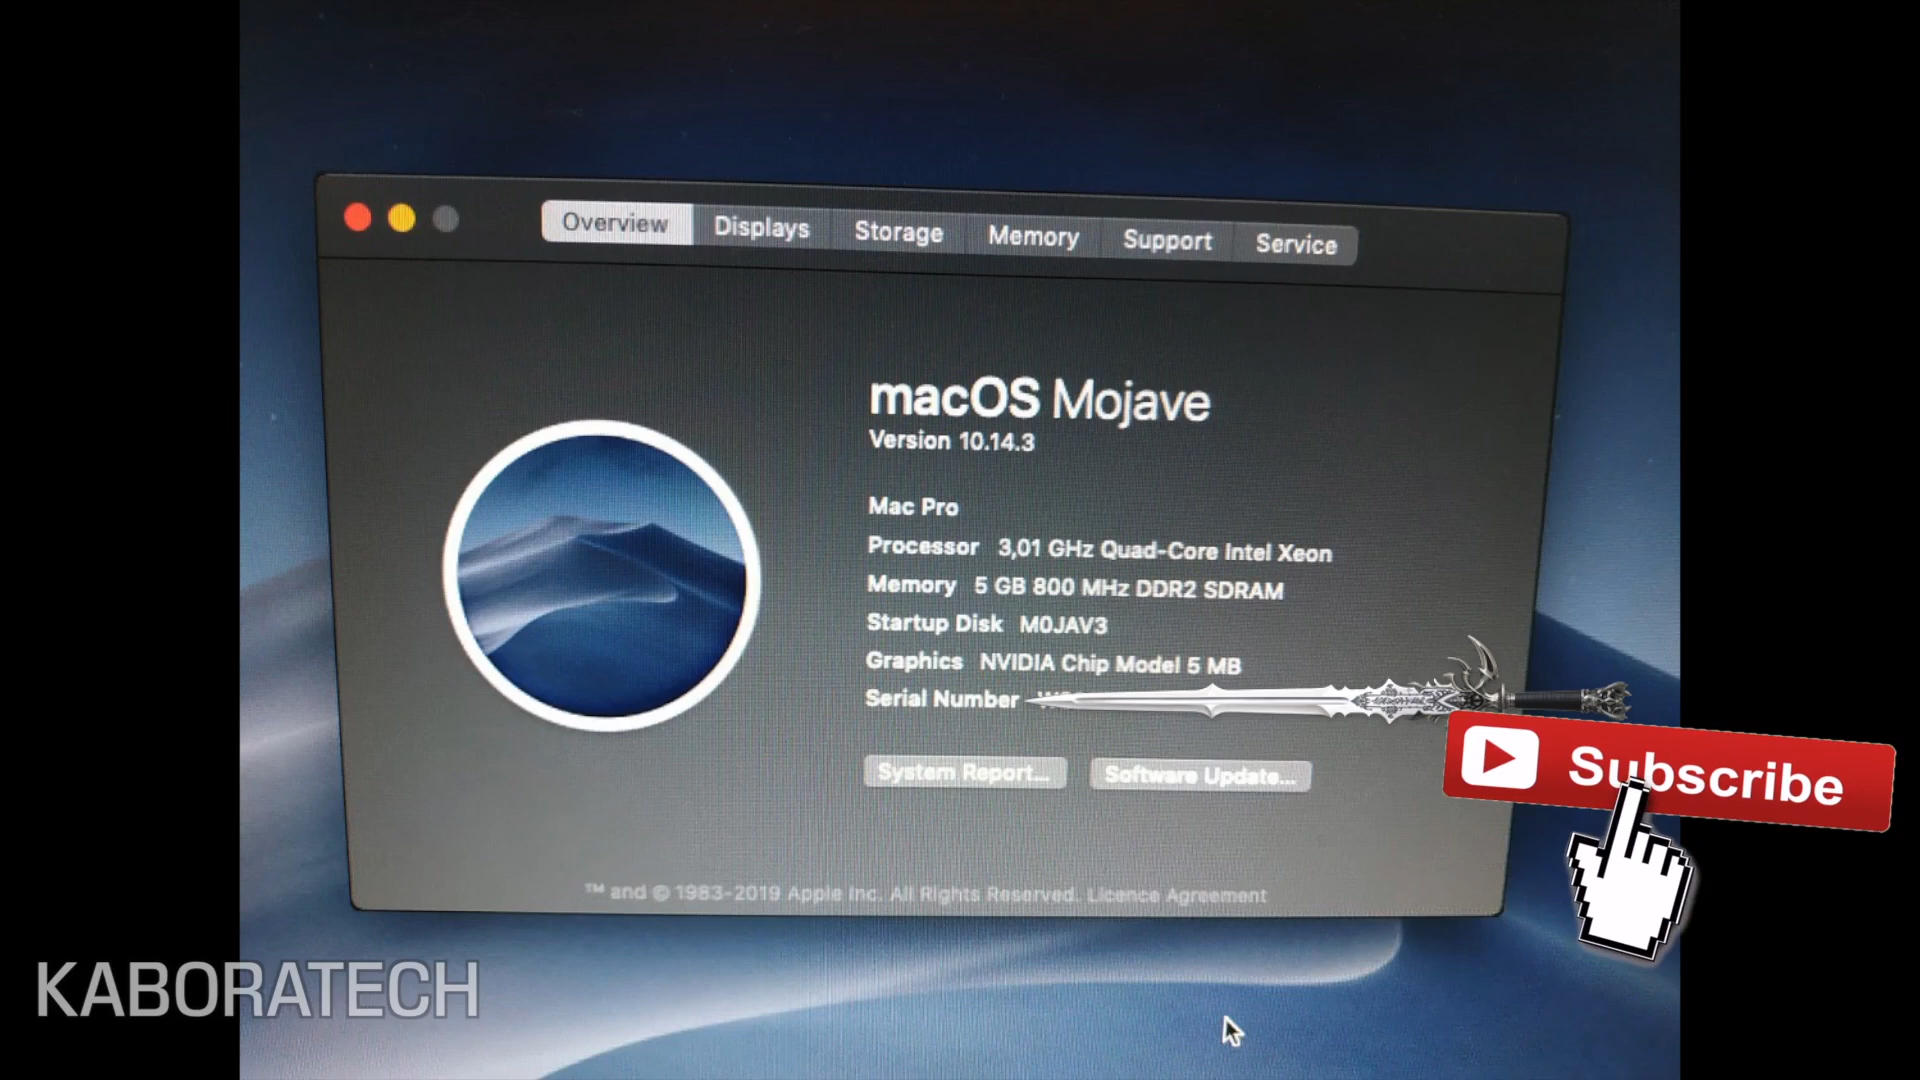 Overview Displays Storage Memory Support Service
macOS Mojave
Version 10.14.3
Mac Pro
Processor 3,01 GHz Quad-Core Intel Xeon
Memory 5 GB 800 MHz DDR2 SDRAM
Startup Disk M0JAV3
Graphics NVIDIA Chip Model 5 MB
Serial Number
System Report... Software Update...
Subscribe
™ and © 1983-2019 Apple Inc. All Rights Reserved. Licence Agreement
KABORATECH